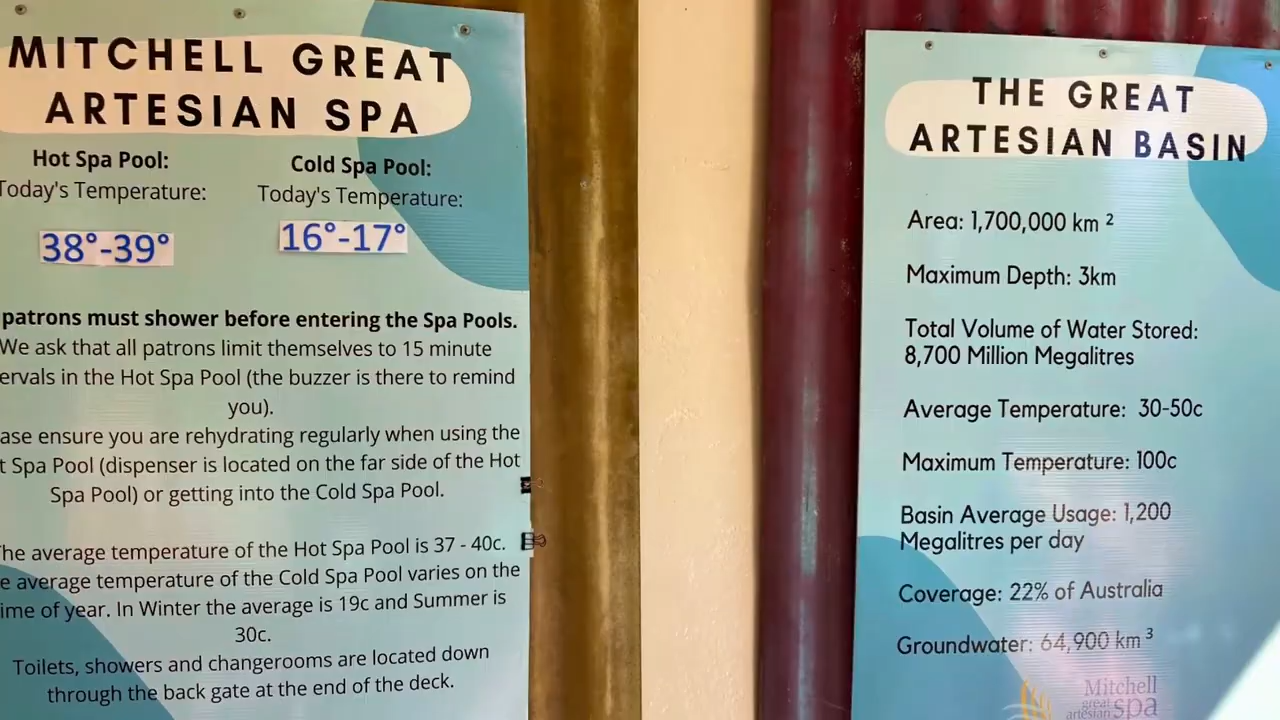 MITCHELL GREAT
ARTESIAN SPA
Hot Spa Pool:
Today's Temperature:
38°-39°
Cold Spa Pool:
Today's Temperature:
16°-17°
patrons must shower before entering the Spa Pools.
We ask that all patrons limit themselves to 15 minute
ervals in the Hot Spa Pool (the buzzer is there to remind
you).
ase ensure you are rehydrating regularly when using the
t Spa Pool (dispenser is located on the far side of the Hot
Spa Pool) or getting into the Cold Spa Pool.
he average temperature of the Hot Spa Pool is 37 - 40c.
e average temperature of the Cold Spa Pool varies on the
ime of year. In Winter the average is 19c and Summer is
30c.
Toilets, showers and changerooms are located down
through the back gate at the end of the deck.
THE GREAT
ARTESIAN BASIN
Area: 1,700,000 km ²
Maximum Depth: 3km
Total Volume of Water Stored:
8,700 Million Megalitres
Average Temperature: 30-50c
Maximum Temperature: 100c
Basin Average Usage: 1,200
Megalitres per day
Coverage: 22% of Australia
Groundwater: 64,900 km ³
Mitchell
great
artesian spa